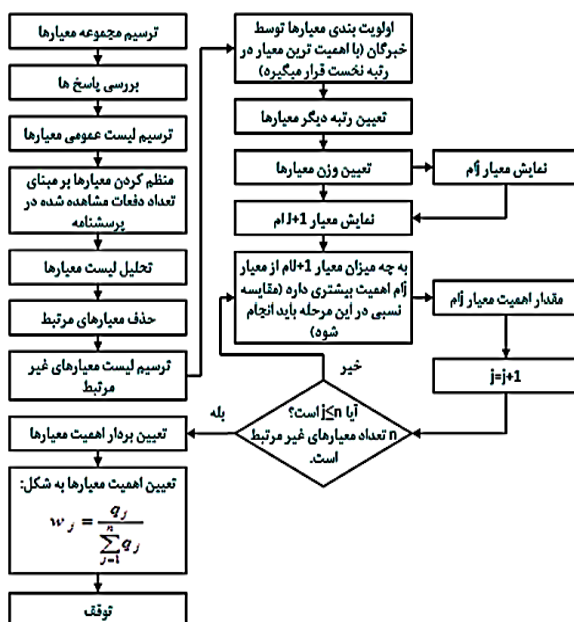 ترسیم مجموعه معیارها
بررسی پاسخ ها
ترسیم لیست عمومی معیارها
منظم کردن معیارها بر مبنای
تعداد دفعات مشاهده شده در
پرسشنامه
تحلیل لیست معیارها
حذف معیارهای مرتبط
ترسیم لیست معیارهای غیر
مرتبط
اولویت بندی معیارها توسط
خبرگان (با اهمیت ترین معیار در
رتبه نخست قرار میگیره)
تعیین رتبه دیگر معیارها
تعیین وزن معیارها
نمایش معیار jام
نمایش معیار J+1 ام
به چه میزان معیار J+1ام از معیار
jام اهمیت بیشتری داره (مقایسه
نسبی در این مرحله باید انجام
شود)
مقدار اهمیت معیار jام
j=j+1
خیر
آیا j≤n است؟
n تعداد معیارهای غیر مرتبط
است.
بله
تعیین بردار اهمیت معیارها
تعیین اهمیت معیارها به شکل:
w_j = q_j / ∑_{j=1}^{n} q_j
توقف